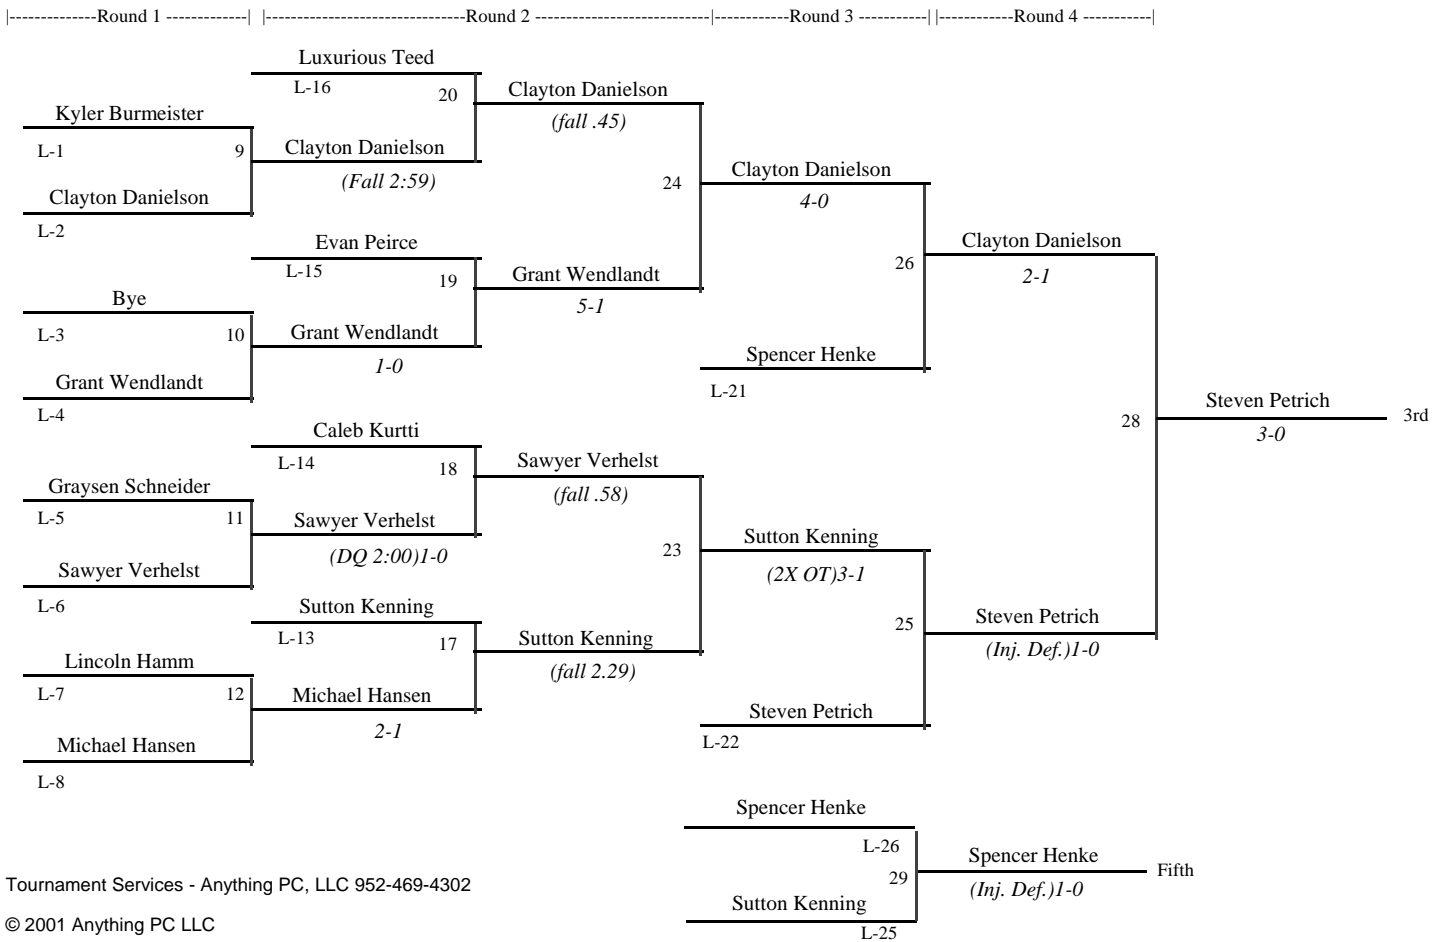 |-------------Round 1 -------------| |--------------------------------Round 2 ----------------------------|------------Round 3 -----------| |------------Round 4 -----------|
Luxurious Teed
L-16
20
Clayton Danielson
(fall .45)
Kyler Burmeister
L-1
9
Clayton Danielson
(Fall 2:59)
24
Clayton Danielson
4-0
Clayton Danielson
L-2
Evan Peirce
L-15
19
Grant Wendlandt
5-1
26
Clayton Danielson
2-1
Bye
L-3
10
Grant Wendlandt
1-0
Spencer Henke
L-21
Grant Wendlandt
L-4
28
Steven Petrich
3rd
3-0
Caleb Kurtti
L-14
18
Sawyer Verhelst
(fall .58)
Graysen Schneider
L-5
11
Sawyer Verhelst
(DQ 2:00)1-0
23
Sutton Kenning
(2X OT)3-1
Sawyer Verhelst
L-6
Sutton Kenning
L-13
17
Sutton Kenning
(fall 2.29)
25
Steven Petrich
(Inj. Def.)1-0
Lincoln Hamm
L-7
12
Michael Hansen
2-1
Steven Petrich
L-22
Michael Hansen
L-8
Spencer Henke
L-26
29
Spencer Henke
Fifth
(Inj. Def.)1-0
Sutton Kenning
L-25
Tournament Services - Anything PC, LLC 952-469-4302
© 2001 Anything PC LLC